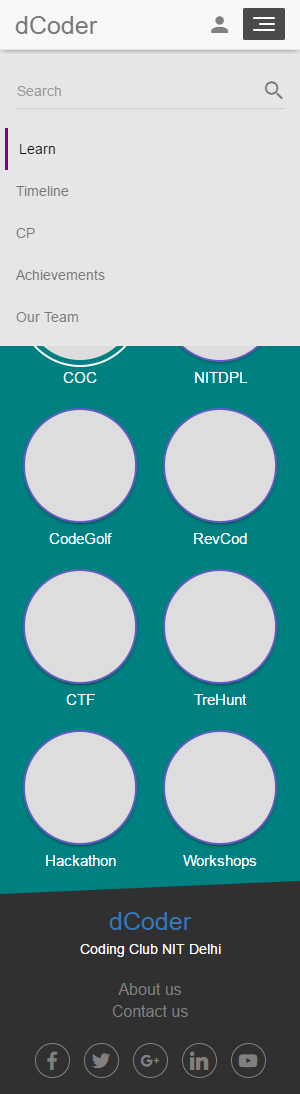 dCoder
Search
Learn
Timeline
CP
Achievements
Our Team
COC NITDPL
CodeGolf RevCod
CTF TreHunt
Hackathon Workshops
dCoder
Coding Club NIT Delhi
About us
Contact us